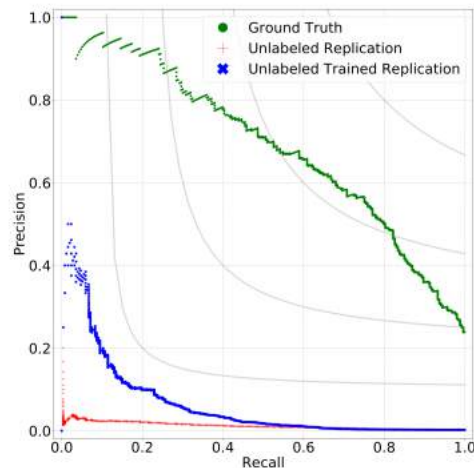 1.0
Ground Truth
Unlabeled Replication
Unlabeled Trained Replication
0.8
0.6
Precision
0.4
0.2
0.0
0.0 0.2 0.4 0.6 0.8 1.0
Recall